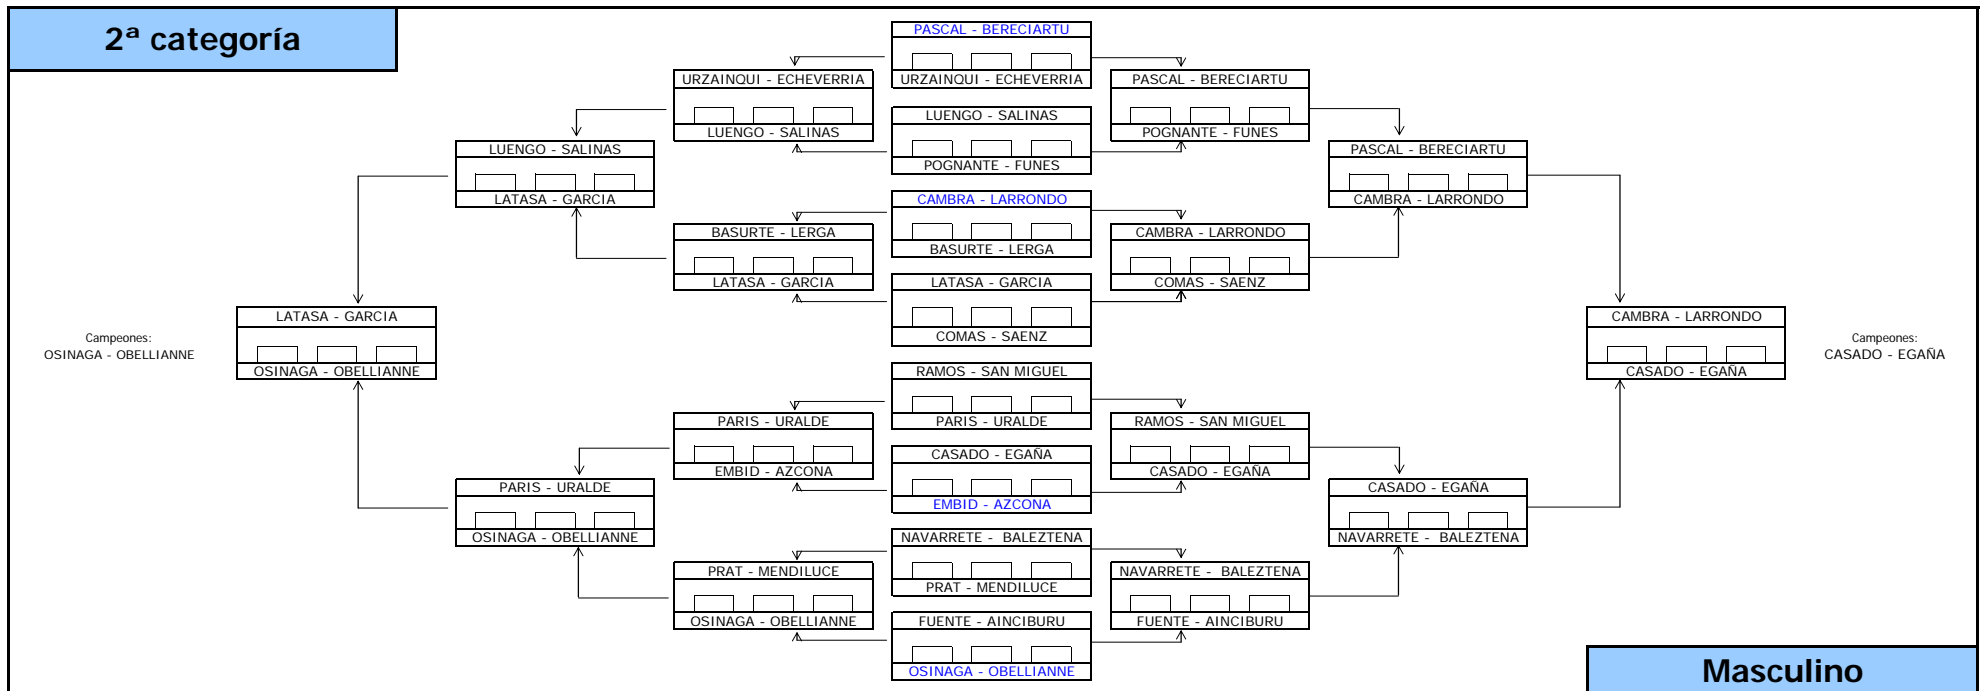 2ª categoría
PASCAL - BERECIARTU
URZAINQUI - ECHEVERRIA
URZAINQUI - ECHEVERRIA
PASCAL - BERECIARTU
LUENGO - SALINAS
LUENGO - SALINAS
POGNANTE - FUNES
LUENGO - SALINAS
PASCAL - BERECIARTU
POGNANTE - FUNES
LATASA - GARCIA
CAMBRA - LARRONDO
CAMBRA - LARRONDO
BASURTE - LERGA
CAMBRA - LARRONDO
BASURTE - LERGA
LATASA - GARCIA
LATASA - GARCIA
COMAS - SAENZ
LATASA - GARCIA
CAMBRA - LARRONDO
COMAS - SAENZ
Campeones:
OSINAGA - OBELLIANNE
Campeones:
CASADO - EGAÑA
OSINAGA - OBELLIANNE
RAMOS - SAN MIGUEL
CASADO - EGAÑA
PARIS - URALDE
PARIS - URALDE
RAMOS - SAN MIGUEL
CASADO - EGAÑA
EMBID - AZCONA
CASADO - EGAÑA
PARIS - URALDE
CASADO - EGAÑA
EMBID - AZCONA
OSINAGA - OBELLIANNE
NAVARRETE - BALEZTENA
NAVARRETE - BALEZTENA
PRAT - MENDILUCE
NAVARRETE - BALEZTENA
PRAT - MENDILUCE
OSINAGA - OBELLIANNE
FUENTE - AINCIBURU
FUENTE - AINCIBURU
OSINAGA - OBELLIANNE
Masculino